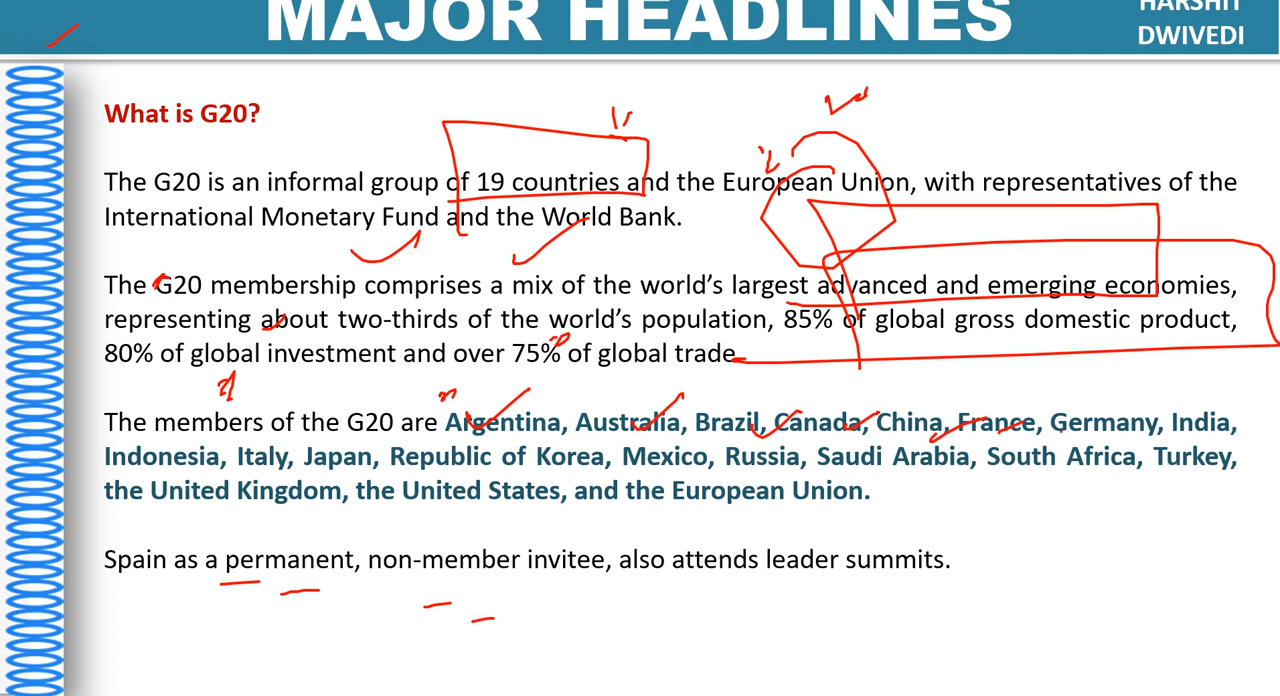 MAJOR HEADLINES
HARSHIT
DWIVEDI
What is G20?
The G20 is an informal group of 19 countries and the European Union, with representatives of the
International Monetary Fund and the World Bank.
The G20 membership comprises a mix of the world's largest advanced and emerging economies,
representing about two-thirds of the world's population, 85% of global gross domestic product,
80% of global investment and over 75% of global trade.
The members of the G20 are Argentina, Australia, Brazil, Canada, China, France, Germany, India,
Indonesia, Italy, Japan, Republic of Korea, Mexico, Russia, Saudi Arabia, South Africa, Turkey,
the United Kingdom, the United States, and the European Union.
Spain as a permanent, non-member invitee, also attends leader summits.